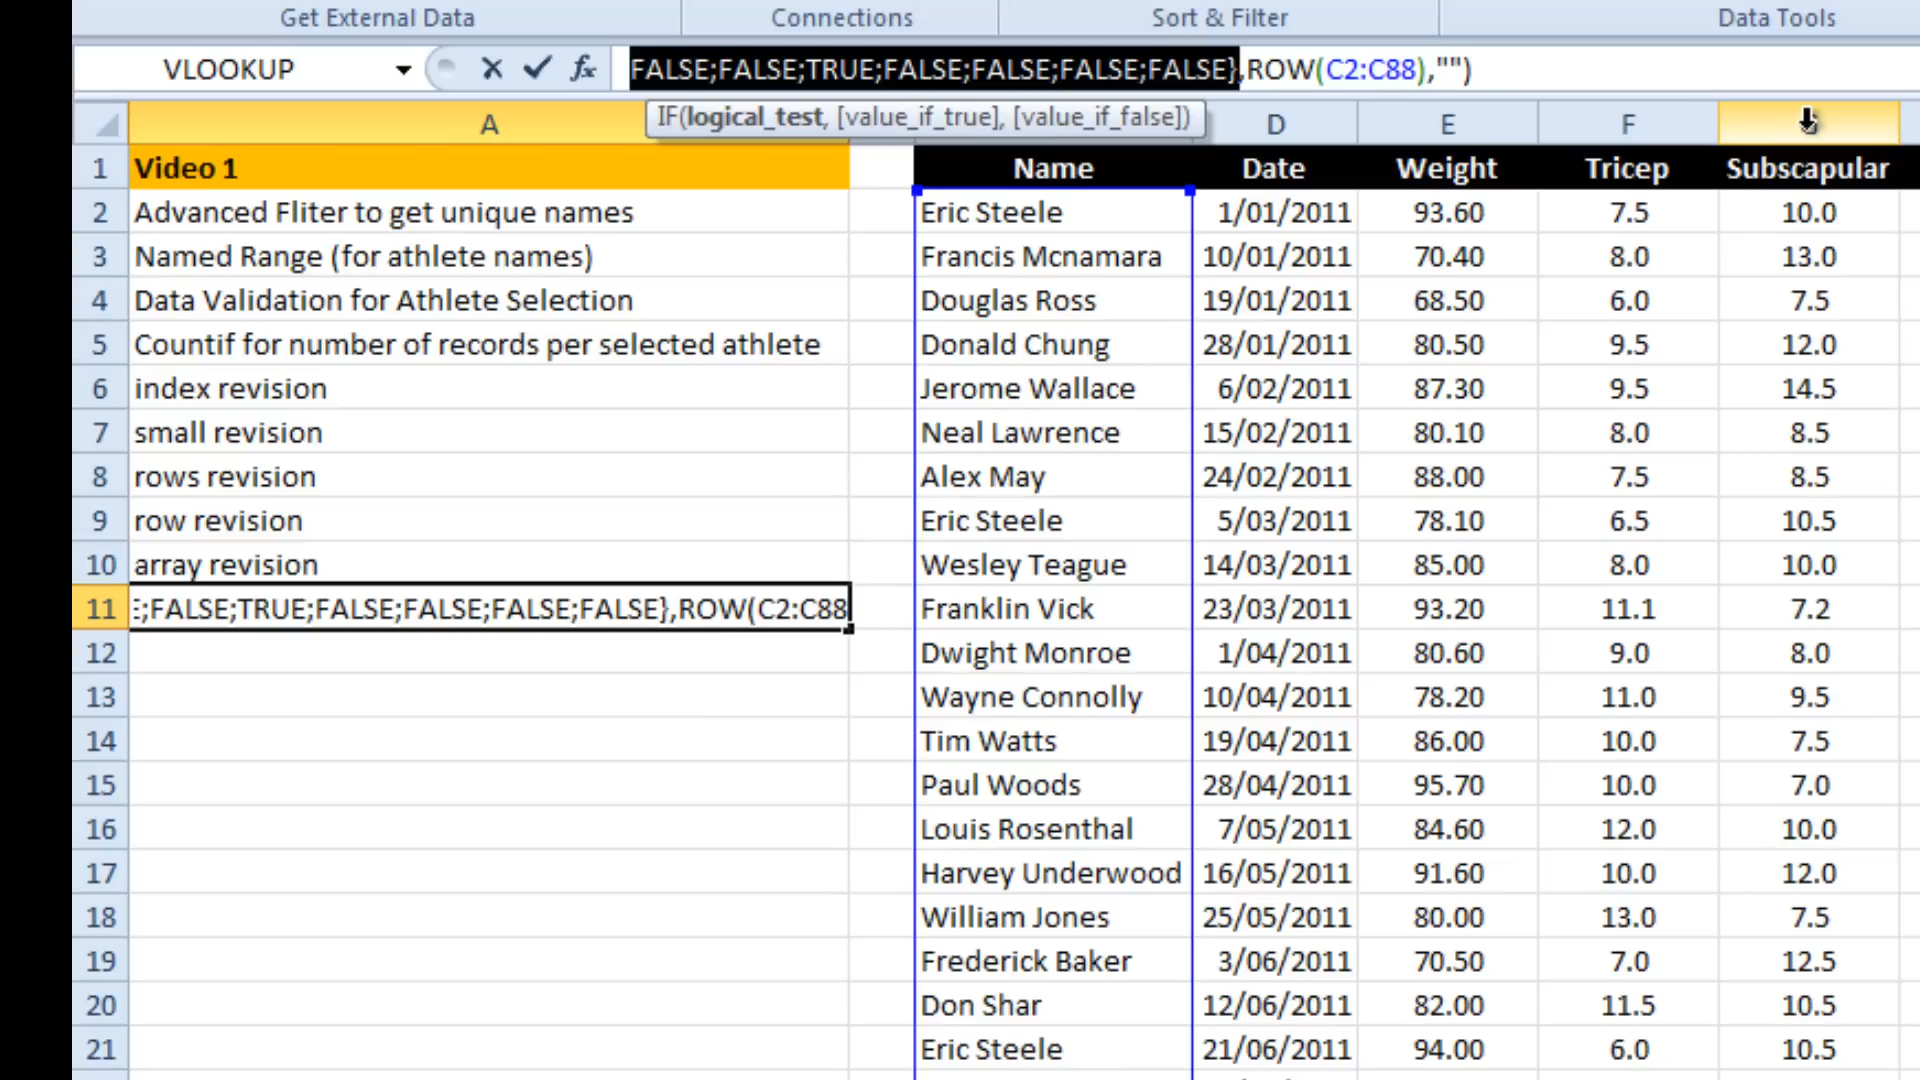 Get External Data Connections Sort & Filter Data Tools
VLOOKUP fx FALSE;FALSE;TRUE;FALSE;FALSE;FALSE;FALSE},ROW(C2:C88),"")
IF(logical_test, [value_if_true], [value_if_false])
A D E F
1 Video 1 Name Date Weight Tricep Subscapular
2 Advanced Fliter to get unique names Eric Steele 1/01/2011 93.60 7.5 10.0
3 Named Range (for athlete names) Francis Mcnamara 10/01/2011 70.40 8.0 13.0
4 Data Validation for Athlete Selection Douglas Ross 19/01/2011 68.50 6.0 7.5
5 Countif for number of records per selected athlete Donald Chung 28/01/2011 80.50 9.5 12.0
6 index revision Jerome Wallace 6/02/2011 87.30 9.5 14.5
7 small revision Neal Lawrence 15/02/2011 80.10 8.0 8.5
8 rows revision Alex May 24/02/2011 88.00 7.5 8.5
9 row revision Eric Steele 5/03/2011 78.10 6.5 10.5
10 array revision Wesley Teague 14/03/2011 85.00 8.0 10.0
11 ;FALSE;TRUE;FALSE;FALSE;FALSE;FALSE},ROW(C2:C88 Franklin Vick 23/03/2011 93.20 11.1 7.2
12 Dwight Monroe 1/04/2011 80.60 9.0 8.0
13 Wayne Connolly 10/04/2011 78.20 11.0 9.5
14 Tim Watts 19/04/2011 86.00 10.0 7.5
15 Paul Woods 28/04/2011 95.70 10.0 7.0
16 Louis Rosenthal 7/05/2011 84.60 12.0 10.0
17 Harvey Underwood 16/05/2011 91.60 10.0 12.0
18 William Jones 25/05/2011 80.00 13.0 7.5
19 Frederick Baker 3/06/2011 70.50 7.0 12.5
20 Don Shar 12/06/2011 82.00 11.5 10.5
21 Eric Steele 21/06/2011 94.00 6.0 10.5